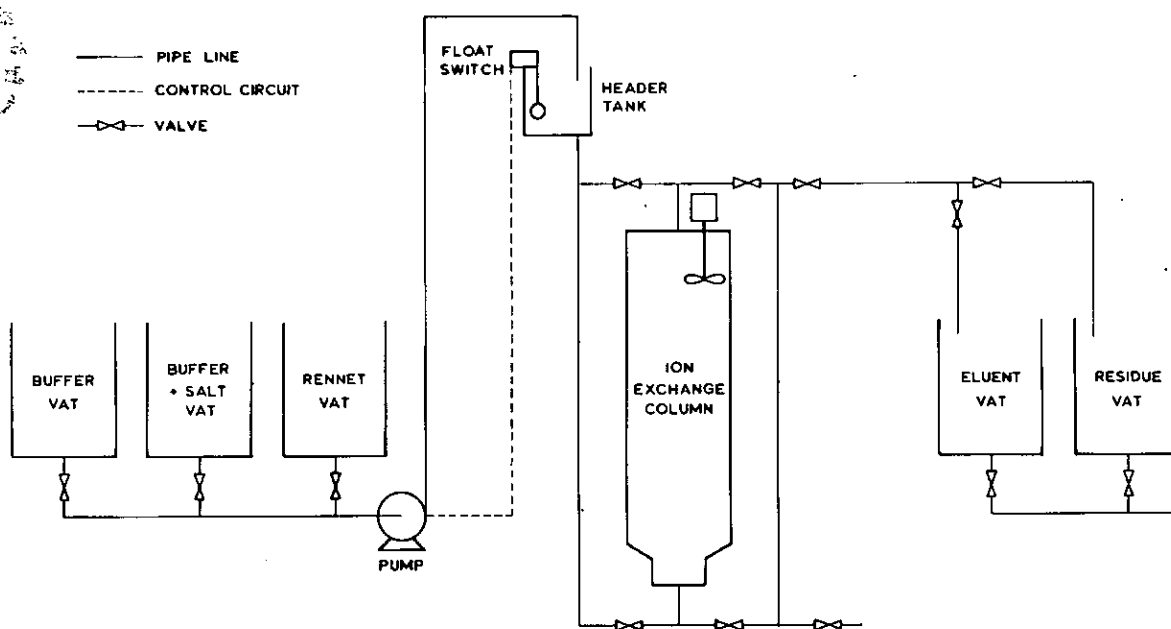 PIPE LINE
CONTROL CIRCUIT
VALVE
FLOAT
SWITCH
HEADER
TANK
BUFFER
VAT
BUFFER
+ SALT
VAT
RENNET
VAT
PUMP
ION
EXCHANGE
COLUMN
ELUENT
VAT
RESIDUE
VAT